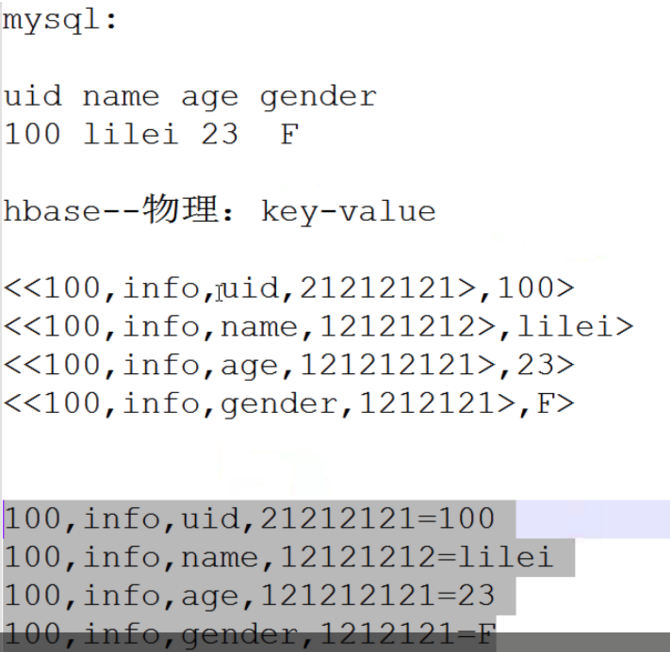 mysql:
uid name age gender
100 lilei 23 F
hbase--物理：key-value
<<100,info,uid,21212121>,100>
<<100,info,name,12121212>,lilei>
<<100,info,age,121212121>,23>
<<100,info,gender,1212121>,F>
100,info,uid,21212121=100
100,info,name,12121212=lilei
100,info,age,121212121=23
100,info,gender,1212121=F